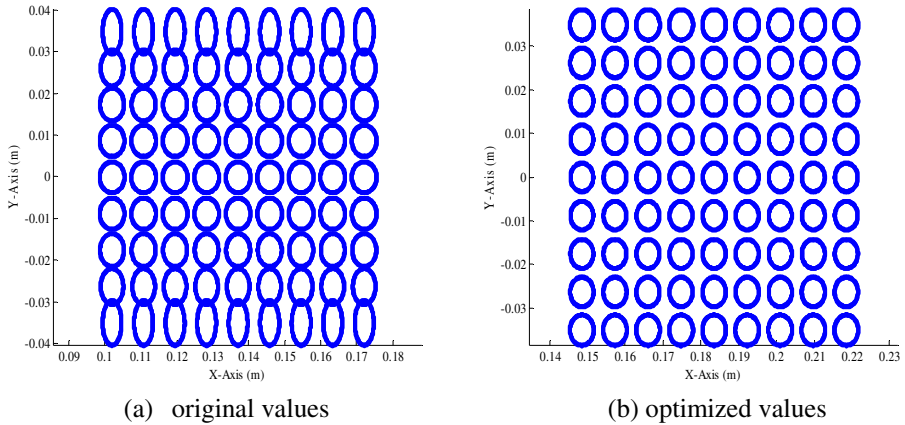 0.04
0.03
0.02
0.01
0
-0.01
-0.02
-0.03
-0.04
Y-Axis (m)
0.09 0.1 0.11 0.12 0.13 0.14 0.15 0.16 0.17 0.18
X-Axis (m)
(a) original values
0.03
0.02
0.01
0
-0.01
-0.02
-0.03
Y-Axis (m)
0.14 0.15 0.16 0.17 0.18 0.19 0.2 0.21 0.22 0.23
X-Axis (m)
(b) optimized values